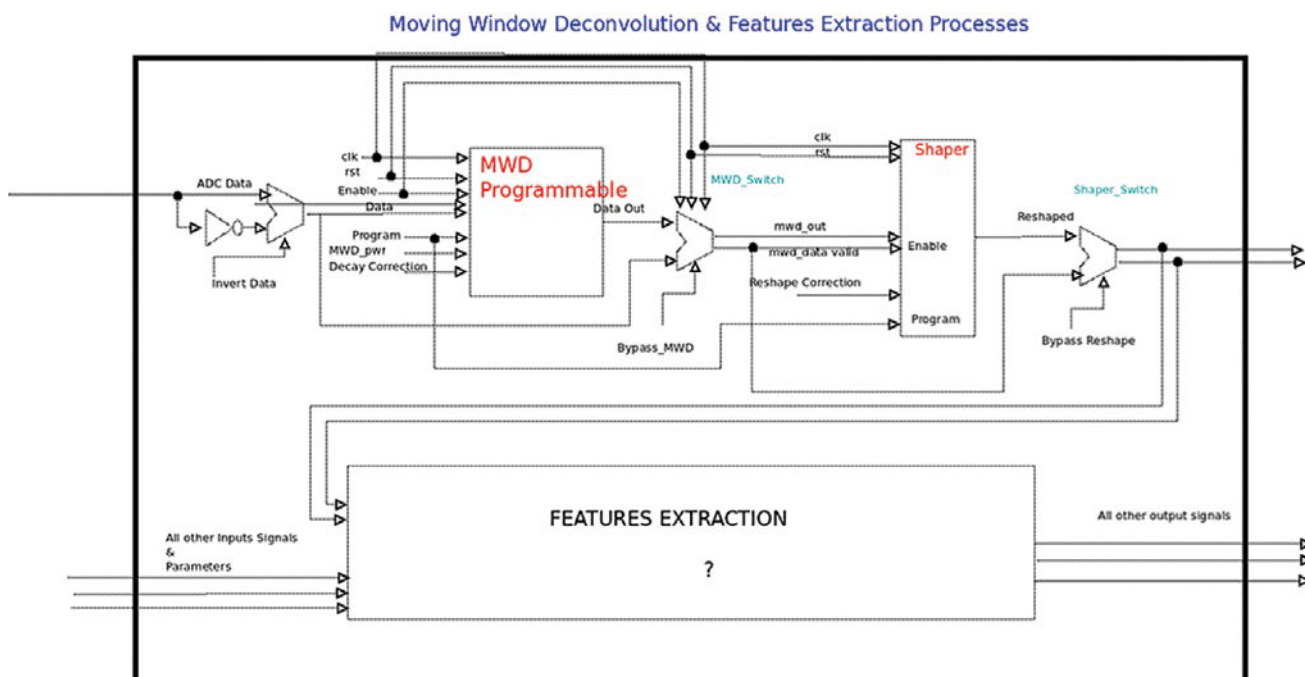 Moving Window Deconvolution & Features Extraction Processes
clk
rst
Enable
ADC Data
Data
Invert Data
Program
MWD_pwr
Decay Correction
MWD
Programmable
Data Out
MWD_Switch
Bypass_MWD
mwd_out
mwd_data valid
Reshape Correction
clk
rst
Shaper
Enable
Program
Reshaped
Shaper_Switch
Bypass Reshape
FEATURES EXTRACTION
?
All other Inputs Signals
&
Parameters
All other output signals